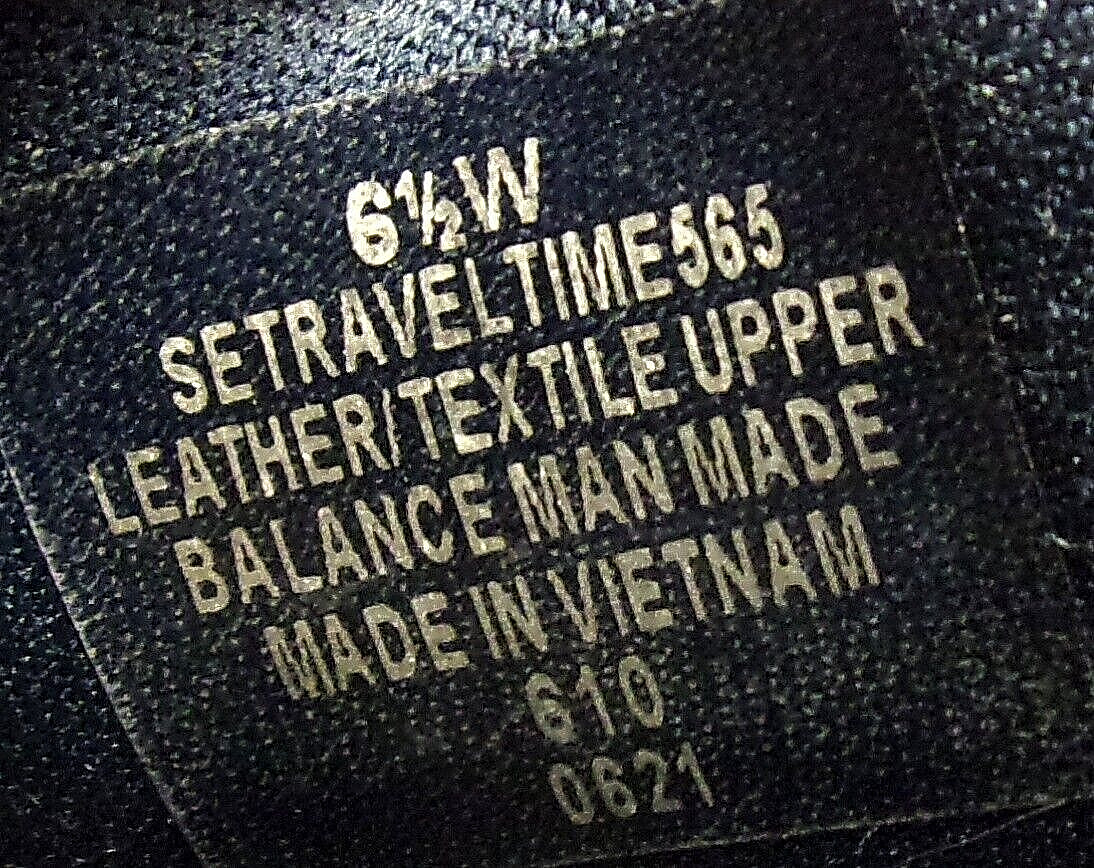 6½W
SETRAVELTIME565
LEATHER/TEXTILE UPPER
BALANCE MAN MADE
MADE IN VIETNAM
610
0621